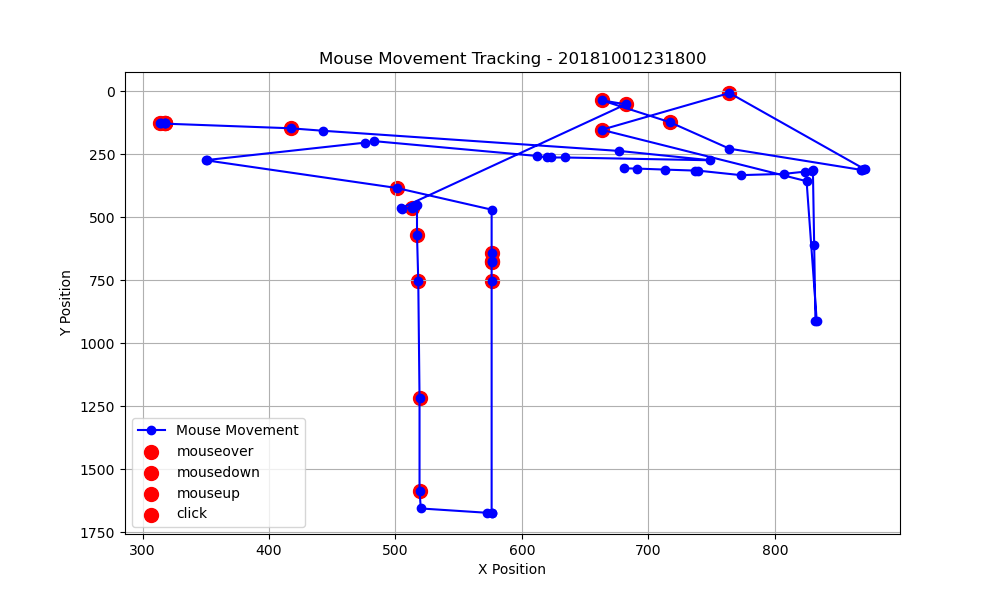 Mouse Movement Tracking - 20181001231800
0
250
500
750
1000
1250
1500
1750
Y Position
Mouse Movement
mouseover
mousedown
mouseup
click
300 400 500 600 700 800
X Position